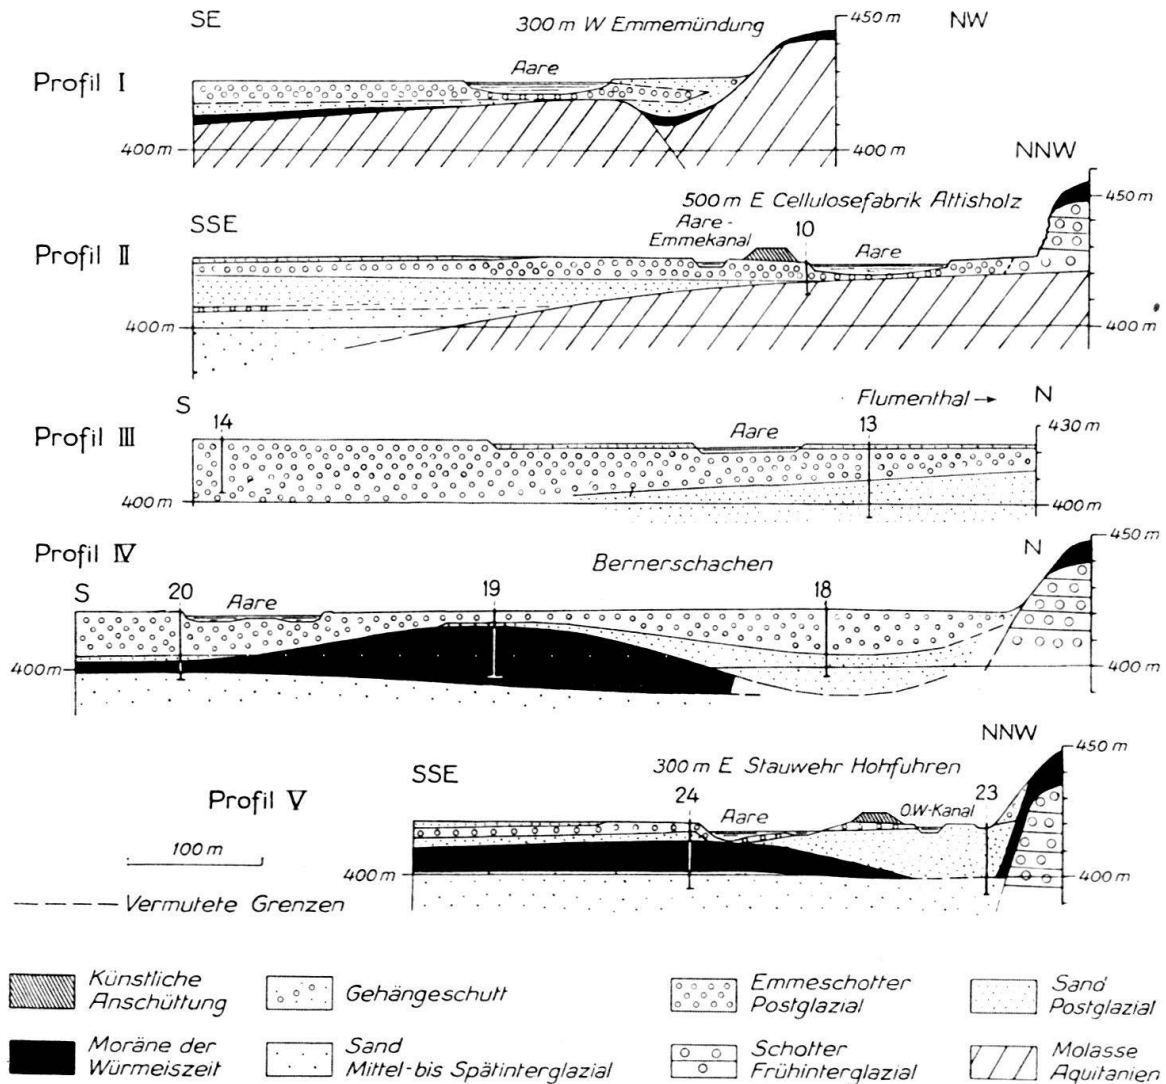 SE
300 m W Emmemündung
450 m
NW
Profil I
Aare
400 m
400 m
NNW
500 m E Cellulosefabrik Attisholz
450 m
SSE
Aare-
Emmekanal
10
Aare
Profil II
400 m
400 m
Flumenthal →
S
N
14
13
430 m
Profil III
Aare
400 m
400 m
Profil IV
450 m
Bernerschachen
N
S
20
19
18
Aare
400 m
400 m
NNW
450 m
SSE
300 m E Stauwehr Hohfuhren
Profil V
24
23
Aare
O.W-Kanal
100 m
400 m
400 m
Vermutete Grenzen
Künstliche
Anschüttung
Gehängeschutt
Emmeschotter
Postglazial
Sand
Postglazial
Moräne der
Würmeiszeit
Sand
Mittel-bis Spätinterglazial
Schotter
Frühinterglazial
Molasse
Aquitanien